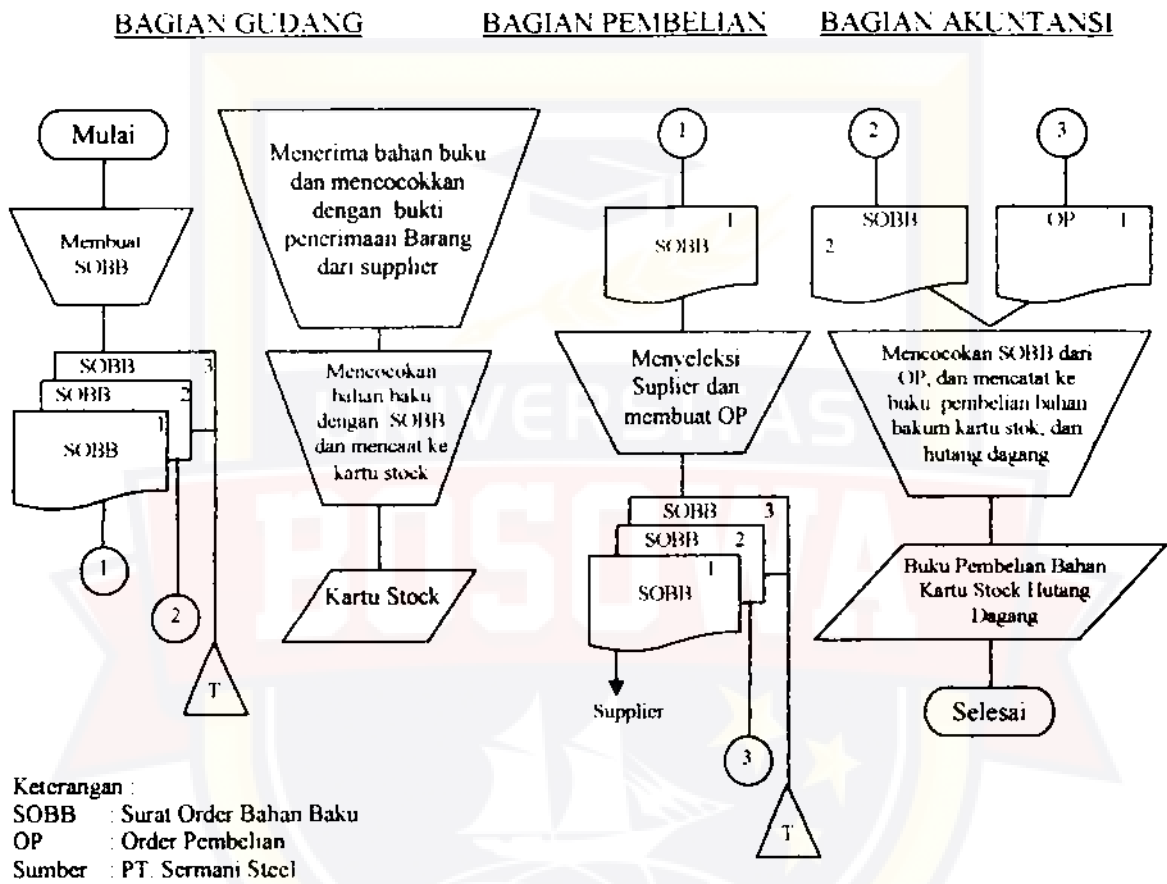 BAGIAN GUDANG
BAGIAN PEMBELIAN
BAGIAN AKUNTANSI
Mulai
Membuat
SOBB
SOBB 3
SOBB 2
1
SOBB
1
2
T
Menerima bahan buku
dan mencocokkan
dengan bukti
penerimaan Barang
dari supplier
Mencocokan
bahan baku
dengan SOBB
dan mencaat ke
kartu stock
Kartu Stock
1
1
SOBB
Menyeleksi
Suplier dan
membuat OP
SOBB 3
SOBB 2
1
SOBB
Supplier
3
T
2
3
SOBB
2
OP 1
Mencocokan SOBB dari
OP, dan mencatat ke
buku pembelian bahan
bakum kartu stok, dan
hutang dagang
Buku Pembelian Bahan
Kartu Stock Hutang
Dagang
Selesai
Keterangan :
SOBB : Surat Order Bahan Baku
OP : Order Pembelian
Sumber : PT. Sermani Steel
UNIVERSITAS
BOSOWA